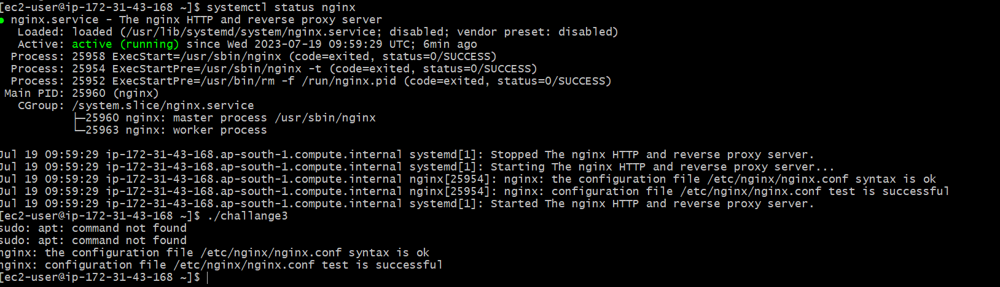 [ec2-user@ip-172-31-43-168 ~]$ systemctl status nginx
● nginx.service - The nginx HTTP and reverse proxy server
   Loaded: loaded (/usr/lib/systemd/system/nginx.service; disabled; vendor preset: disabled)
   Active: active (running) since Wed 2023-07-19 09:59:29 UTC; 6min ago
  Process: 25958 ExecStart=/usr/sbin/nginx (code=exited, status=0/SUCCESS)
  Process: 25954 ExecStartPre=/usr/sbin/nginx -t (code=exited, status=0/SUCCESS)
  Process: 25952 ExecStartPre=/usr/bin/rm -f /run/nginx.pid (code=exited, status=0/SUCCESS)
 Main PID: 25960 (nginx)
   CGroup: /system.slice/nginx.service
           ├─25960 nginx: master process /usr/sbin/nginx
           └─25963 nginx: worker process

Jul 19 09:59:29 ip-172-31-43-168.ap-south-1.compute.internal systemd[1]: Stopped The nginx HTTP and reverse proxy server.
Jul 19 09:59:29 ip-172-31-43-168.ap-south-1.compute.internal systemd[1]: Starting The nginx HTTP and reverse proxy server...
Jul 19 09:59:29 ip-172-31-43-168.ap-south-1.compute.internal nginx[25954]: nginx: the configuration file /etc/nginx/nginx.conf syntax is ok
Jul 19 09:59:29 ip-172-31-43-168.ap-south-1.compute.internal nginx[25954]: nginx: configuration file /etc/nginx/nginx.conf test is successful
Jul 19 09:59:29 ip-172-31-43-168.ap-south-1.compute.internal systemd[1]: Started The nginx HTTP and reverse proxy server.
[ec2-user@ip-172-31-43-168 ~]$ ./challange3
sudo: apt: command not found
sudo: apt: command not found
nginx: the configuration file /etc/nginx/nginx.conf syntax is ok
nginx: configuration file /etc/nginx/nginx.conf test is successful
[ec2-user@ip-172-31-43-168 ~]$